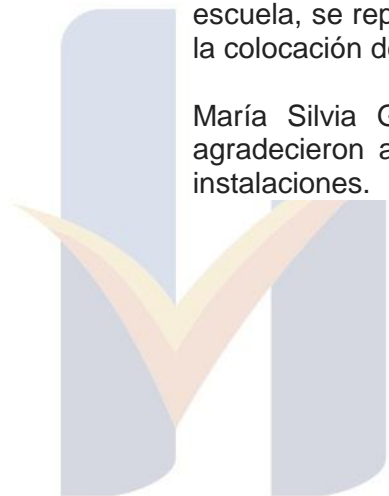 escuela, se rep
la colocación d
María Silvia G
agradecieron a
instalaciones.